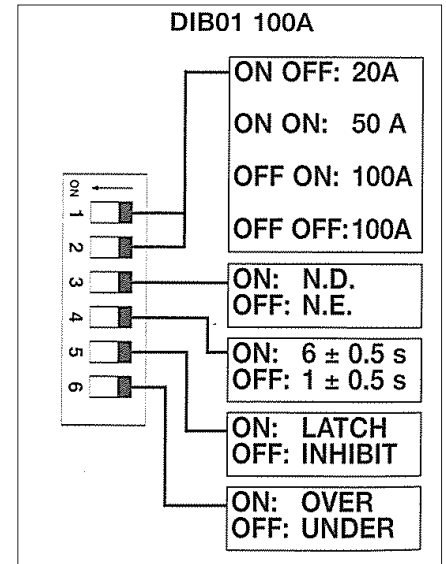 DIB01 100A
ON OFF: 20A
ON ON: 50 A
OFF ON: 100A
OFF OFF:100A
ON
1
2
3
4
5
6
ON: N.D.
OFF: N.E.
ON: 6 ± 0.5 s
OFF: 1 ± 0.5 s
ON: LATCH
OFF: INHIBIT
ON: OVER
OFF: UNDER